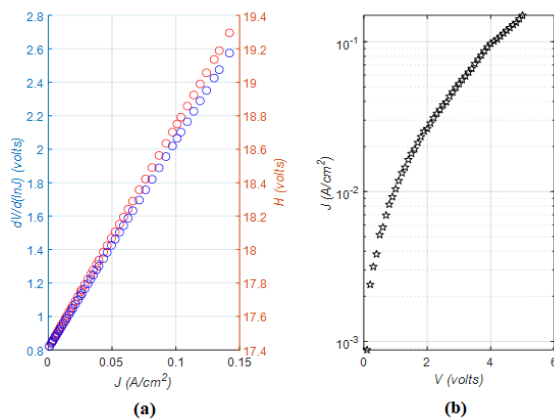 2.8
2.6
2.4
2.2
2
1.8
1.6
1.4
1.2
1
0.8
dV/d(lnJ) (volts)
19.4
19.2
19
18.8
18.6
18.4
18.2
18
17.8
17.6
17.4
H (volts)
0 0.05 0.1 0.15
J (A/cm²)
(a)
10⁻¹
10⁻²
10⁻³
J (A/cm²)
0 2 4 6
V (volts)
(b)